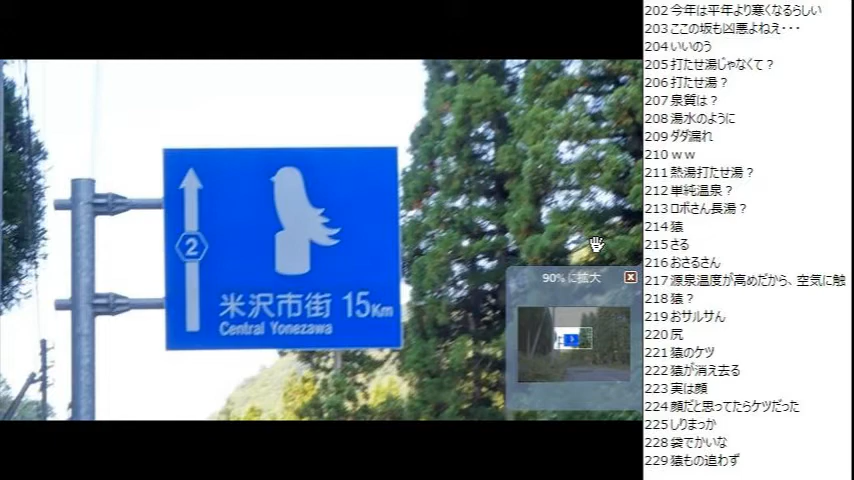 2
米沢市街 15Km
Central Yonezawa
90% に拡大
202 今年は平年より寒くなるらしい
203 ここの坂も凶悪よねえ・・・
204 いいのう
205 打たせ湯じゃなくて？
206 打たせ湯？
207 泉質は？
208 湯水のように
209 ダダ漏れ
210 ｗｗ
211 熱湯打たせ湯？
212 単純温泉？
213 ロボさん長湯？
214 猿
215 さる
216 おさるさん
217 源泉温度が高めだから、空気に触
218 猿？
219 おサルサん
220 尻
221 猿のケツ
222 猿が消え去る
223 実は顔
224 顔だと思ってたらケツだった
225 しりまっか
228 袋でかいな
229 猿もの追わず